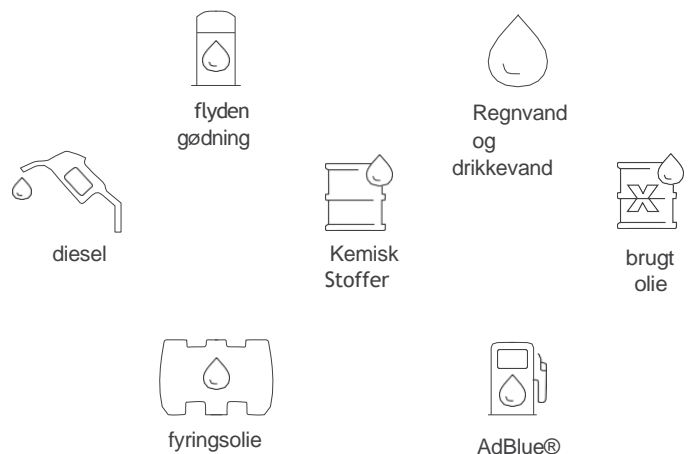 flyden
gødning
Regnvand
og
drikkevand
diesel
Kemisk
Stoffer
X
brugt
olie
fyringsolie
AdBlue®